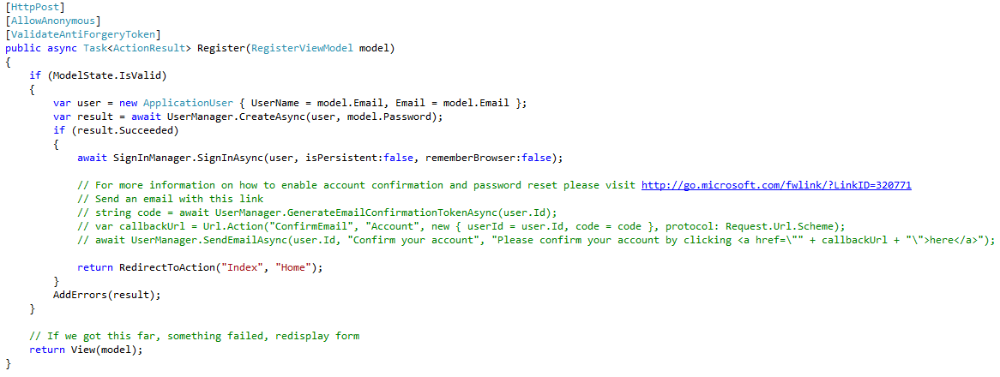 [HttpPost]
[AllowAnonymous]
[ValidateAntiForgeryToken]
public async Task<ActionResult> Register(RegisterViewModel model)
{
    if (ModelState.IsValid)
    {
        var user = new ApplicationUser { UserName = model.Email, Email = model.Email };
        var result = await UserManager.CreateAsync(user, model.Password);
        if (result.Succeeded)
        {
            await SignInManager.SignInAsync(user, isPersistent:false, rememberBrowser:false);

            // For more information on how to enable account confirmation and password reset please visit http://go.microsoft.com/fwlink/?LinkID=320771
            // Send an email with this link
            // string code = await UserManager.GenerateEmailConfirmationTokenAsync(user.Id);
            // var callbackUrl = Url.Action("ConfirmEmail", "Account", new { userId = user.Id, code = code }, protocol: Request.Url.Scheme);
            // await UserManager.SendEmailAsync(user.Id, "Confirm your account", "Please confirm your account by clicking <a href=\"" + callbackUrl + "\">here</a>");

            return RedirectToAction("Index", "Home");
        }
        AddErrors(result);
    }

    // If we got this far, something failed, redisplay form
    return View(model);
}